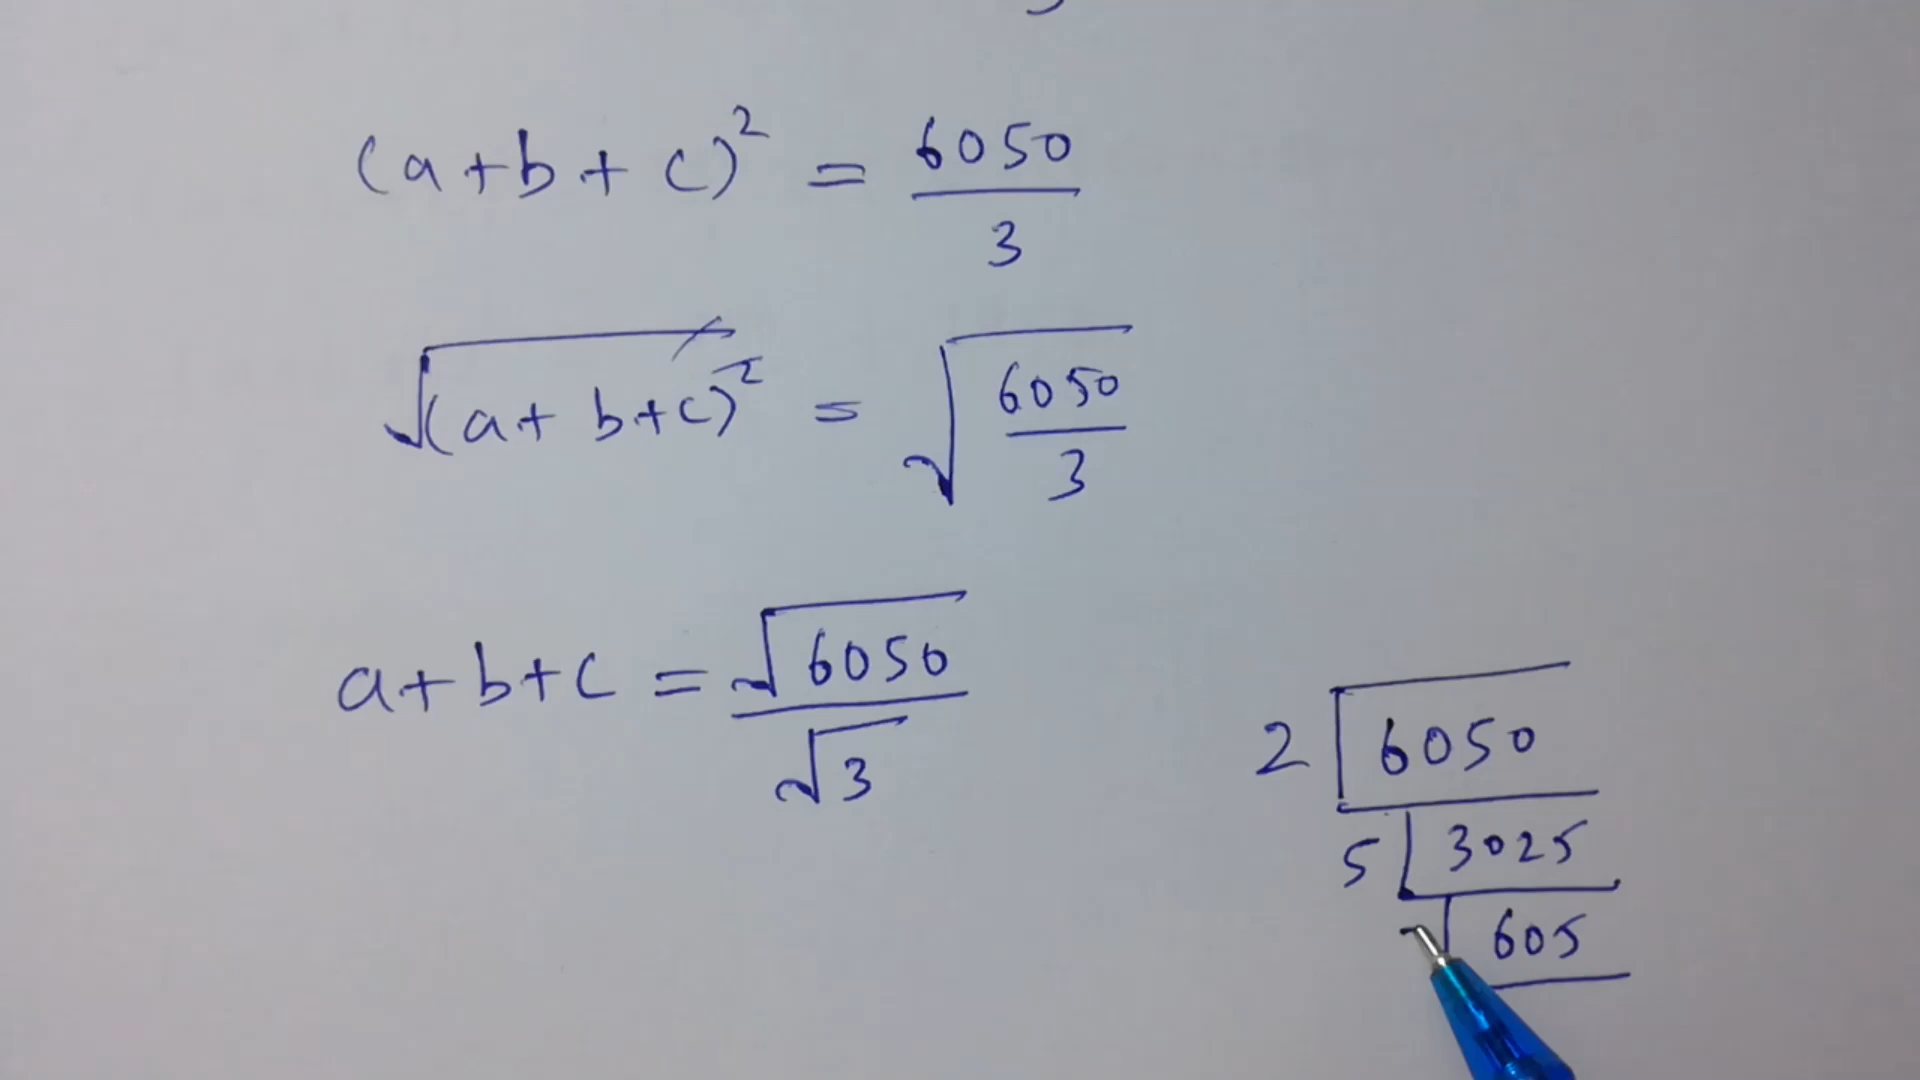 (a+b+c)² = 6050/3
√(a+b+c)² = √6050/3
a+b+c = √6050/√3
2 6050
5 3025
605